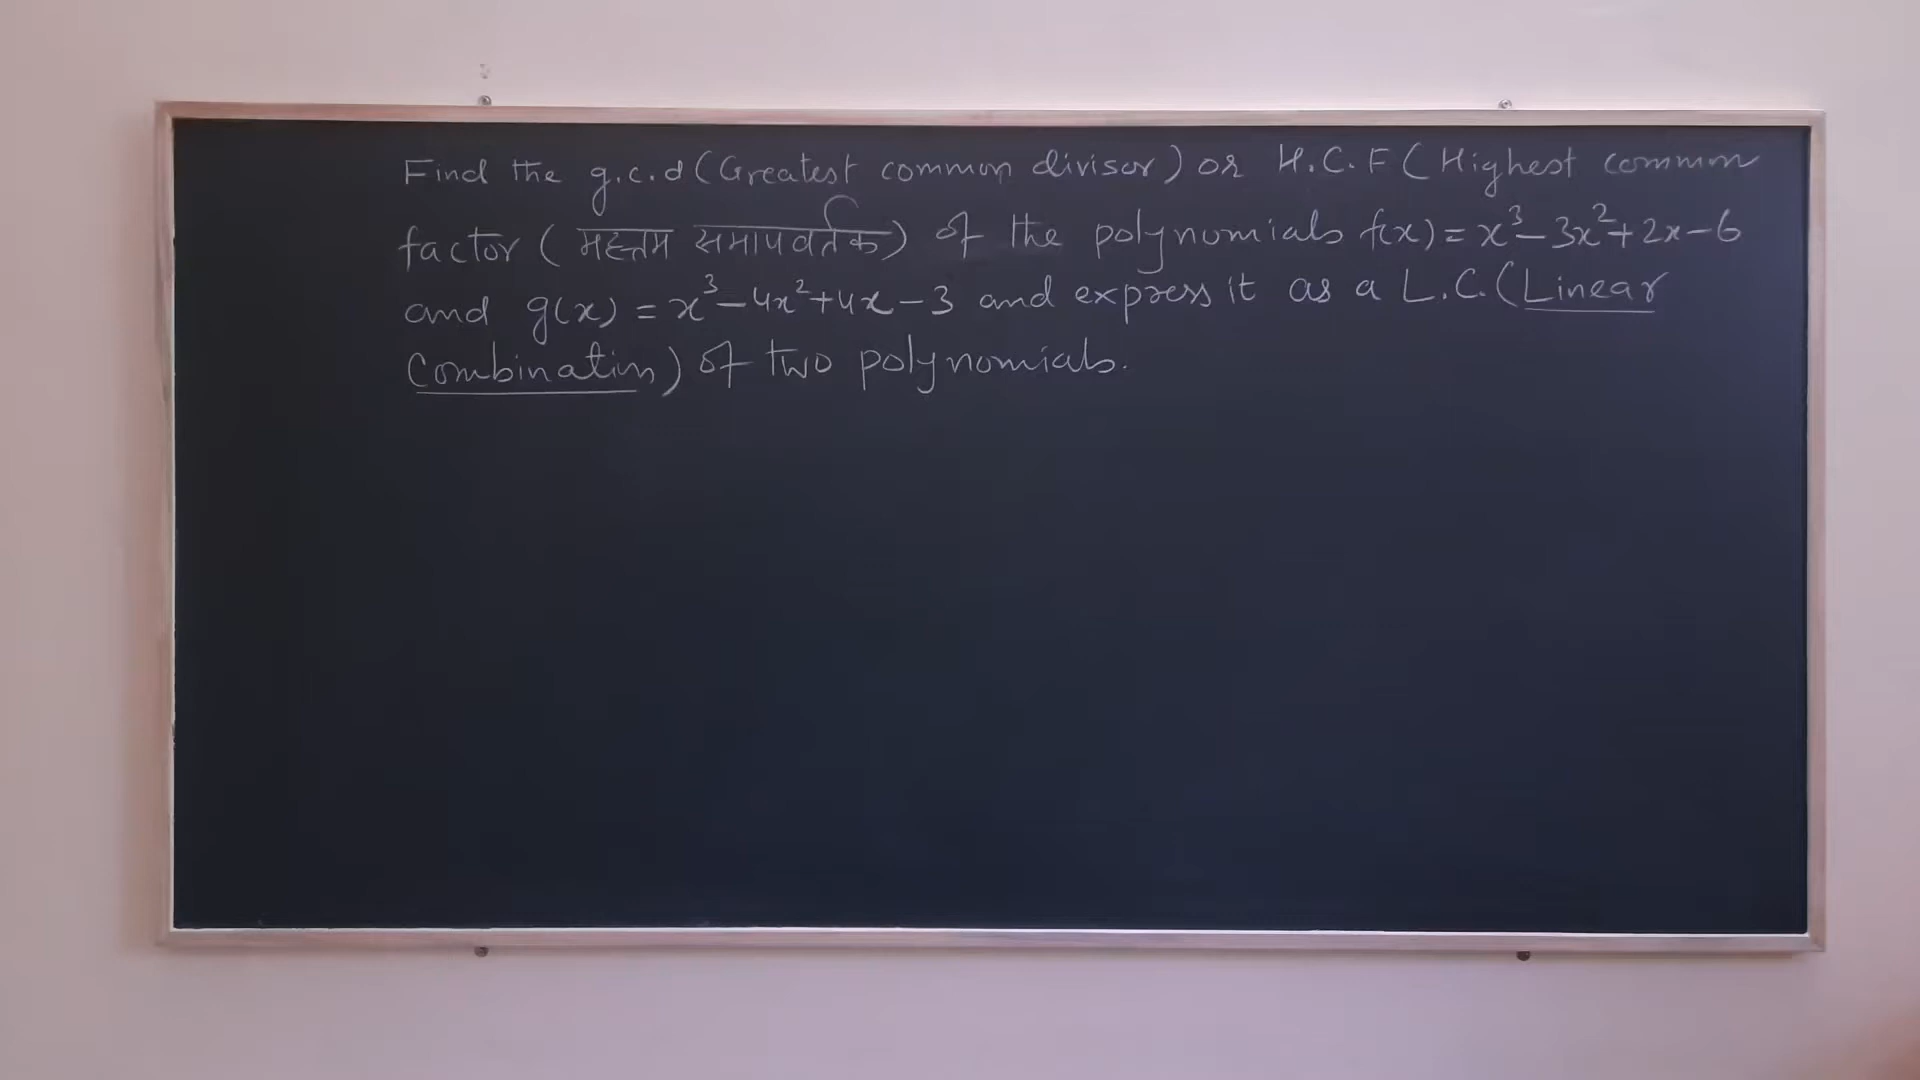 Find the g.c.d (Greatest common divisor) or H.C.F (Highest common
factor (महत्तम समापवर्तक) of the polynomials f(x) = x³ - 3x² + 2x - 6
and g(x) = x³ - 4x² + 4x - 3 and express it as a L.C. (Linear
Combination) of two polynomials.